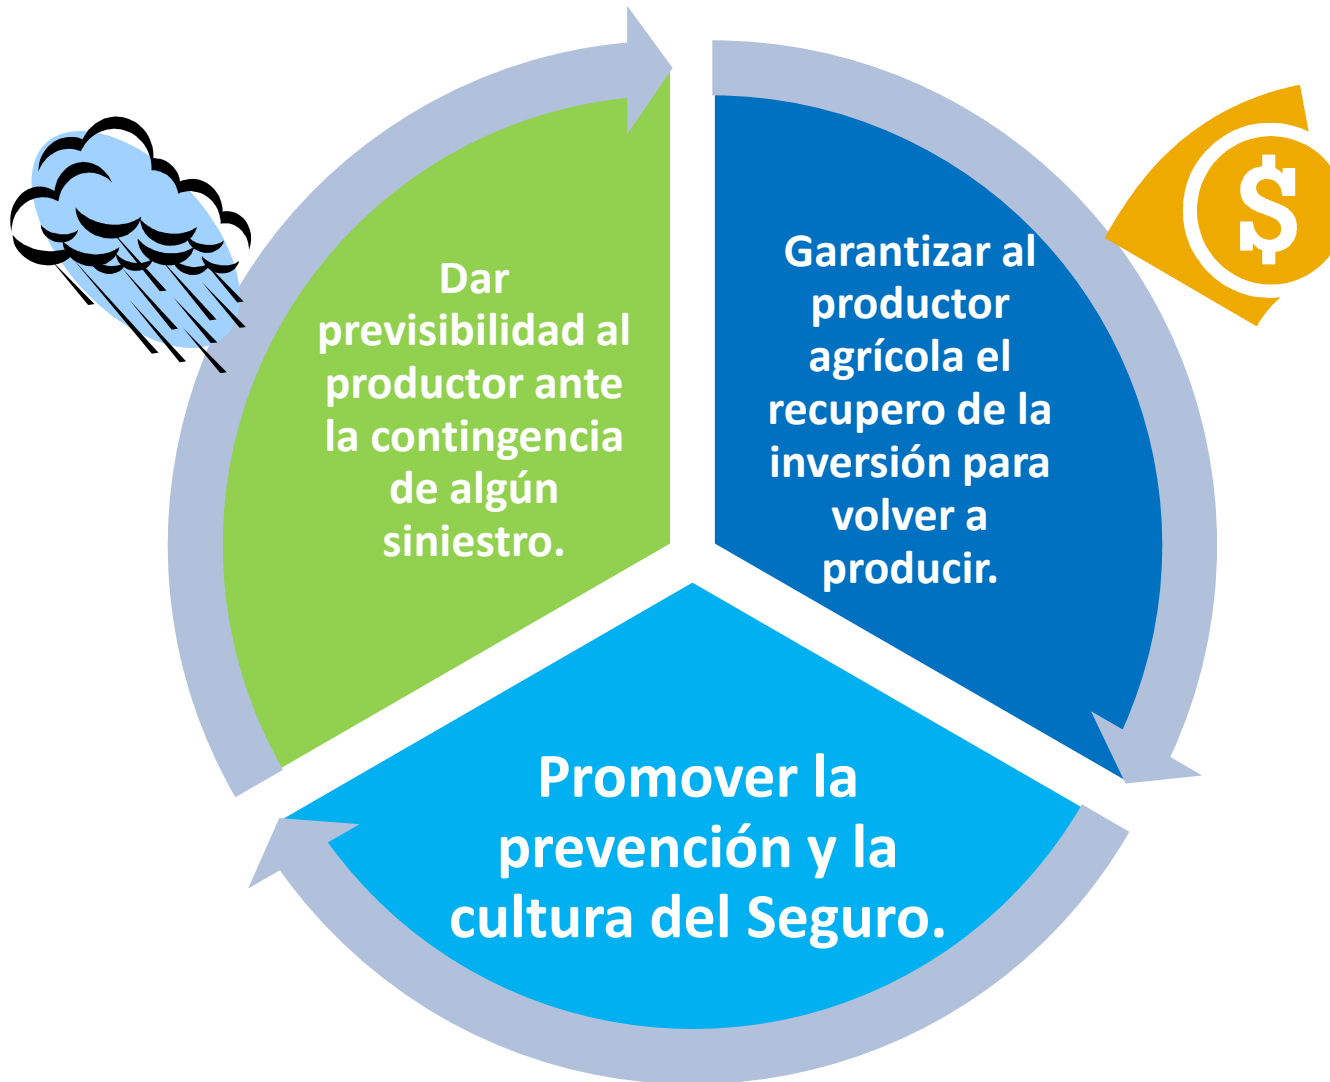 Dar
previsibilidad al
productor ante
la contingencia
de algún
siniestro.
Garantizar al
productor
agrícola el
recupero de la
inversión para
volver a
producir.
$
Promover la
prevención y la
cultura del Seguro.